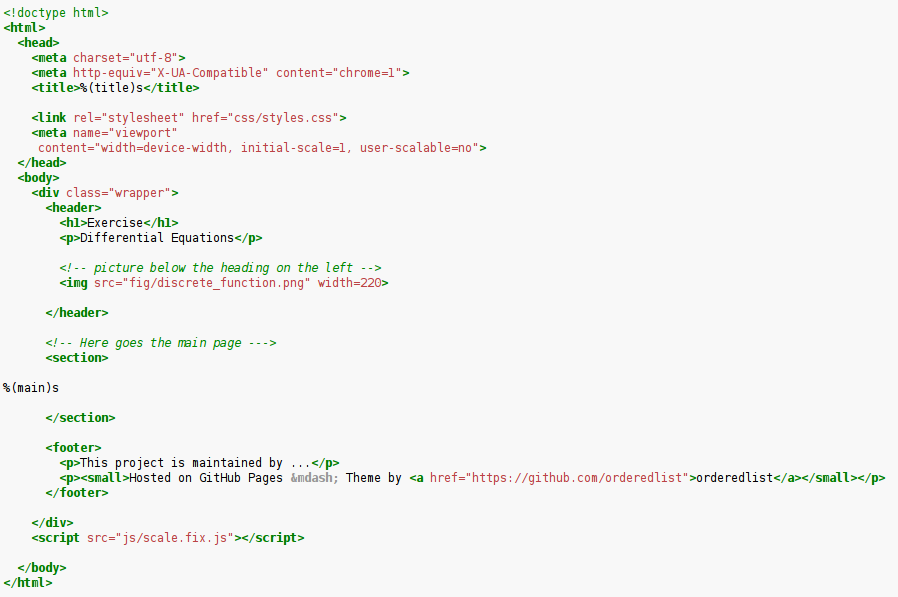 <!doctype html>
<html>
  <head>
    <meta charset="utf-8">
    <meta http-equiv="X-UA-Compatible" content="chrome=1">
    <title>%(title)s</title>

    <link rel="stylesheet" href="css/styles.css">
    <meta name="viewport"
     content="width=device-width, initial-scale=1, user-scalable=no">
  </head>
  <body>
    <div class="wrapper">
      <header>
        <h1>Exercise</h1>
        <p>Differential Equations</p>

        <!-- picture below the heading on the left -->
        <img src="fig/discrete_function.png" width=220>

      </header>

      <!-- Here goes the main page --->
      <section>

%(main)s

      </section>

      <footer>
        <p>This project is maintained by ...</p>
        <p><small>Hosted on GitHub Pages &mdash; Theme by <a href="https://github.com/orderedlist">orderedlist</a></small></p>
      </footer>

    </div>
    <script src="js/scale.fix.js"></script>

  </body>
</html>